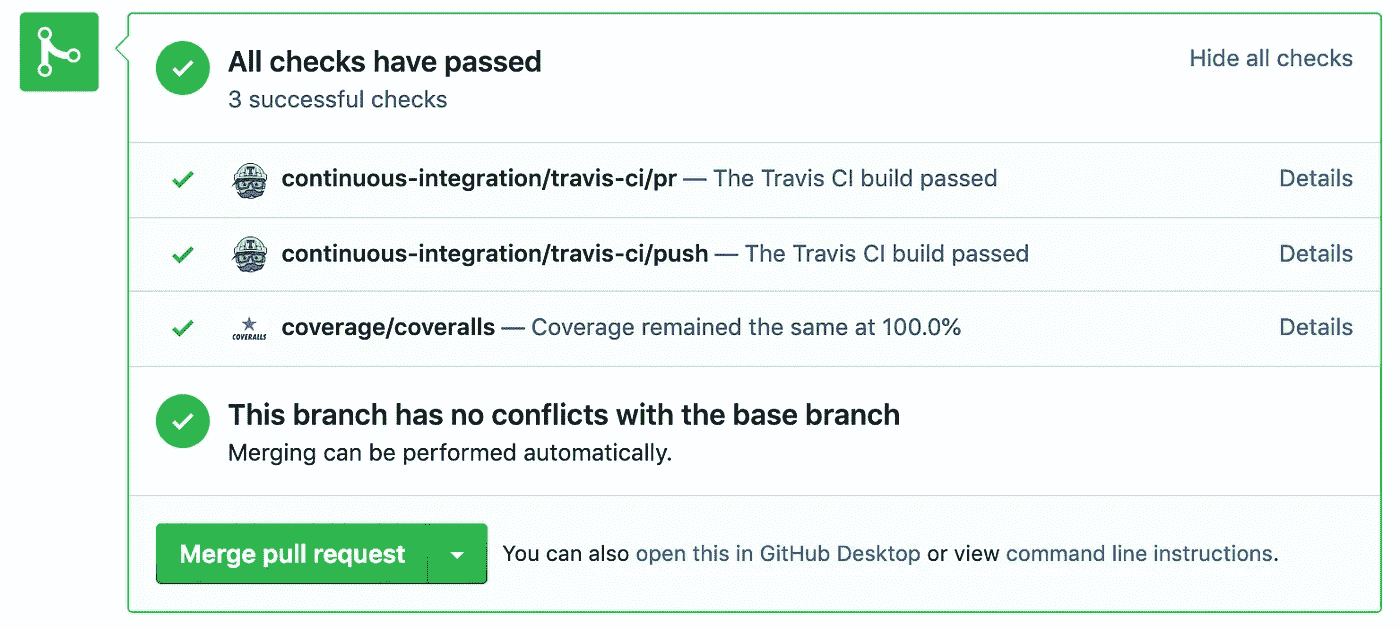 All checks have passed
Hide all checks
3 successful checks
continuous-integration/travis-ci/pr — The Travis CI build passed
Details
continuous-integration/travis-ci/push — The Travis CI build passed
Details
COVERALLS
coverage/coveralls — Coverage remained the same at 100.0%
Details
This branch has no conflicts with the base branch
Merging can be performed automatically.
Merge pull request
You can also open this in GitHub Desktop or view command line instructions.